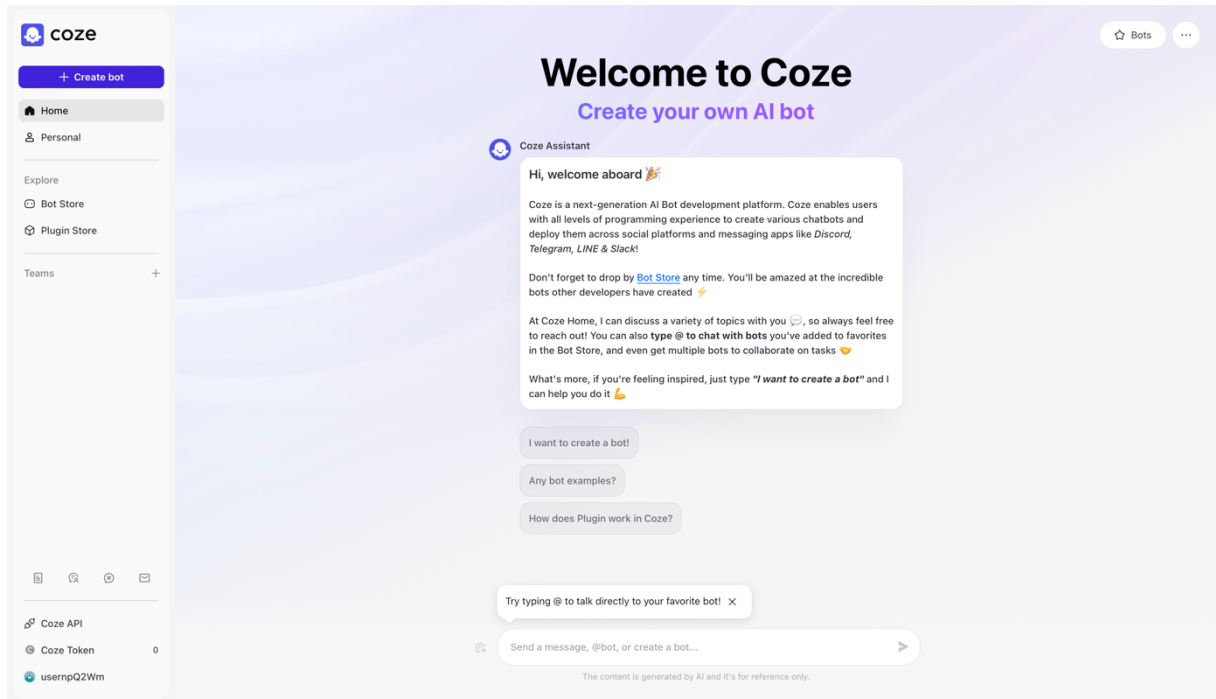 coze
+ Create bot
Home
Personal
Explore
Bot Store
Plugin Store
Teams +
Coze API
Coze Token 0
usernpQ2Wm
Bots ...
Welcome to Coze
Create your own AI bot
Coze Assistant
Hi, welcome aboard 🎉
Coze is a next-generation AI Bot development platform. Coze enables users
with all levels of programming experience to create various chatbots and
deploy them across social platforms and messaging apps like Discord,
Telegram, LINE & Slack!
Don't forget to drop by Bot Store any time. You'll be amazed at the incredible
bots other developers have created ⚡
At Coze Home, I can discuss a variety of topics with you 💬, so always feel free
to reach out! You can also type @ to chat with bots you've added to favorites
in the Bot Store, and even get multiple bots to collaborate on tasks 🤝
What's more, if you're feeling inspired, just type "I want to create a bot" and I
can help you do it 💪
I want to create a bot!
Any bot examples?
How does Plugin work in Coze?
Try typing @ to talk directly to your favorite bot! ×
Send a message, @bot, or create a bot...
The content is generated by AI and it's for reference only.